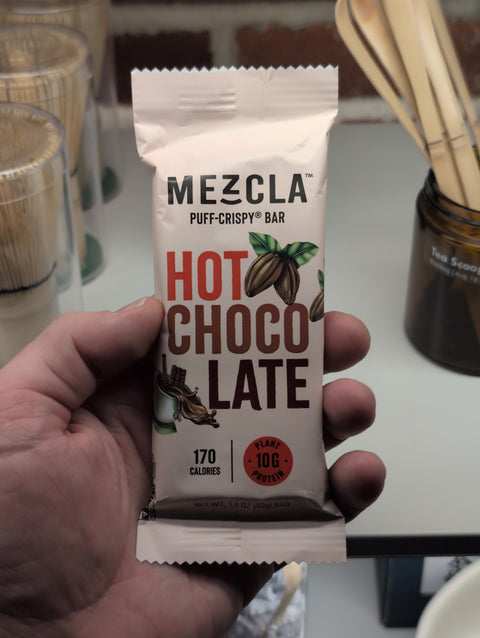 MEZCLA™
PUFF-CRISPY® BAR
HOT
CHOCO
LATE
170
CALORIES
PLANT
10G
PROTEIN
NET WT. 1.4 OZ (40g) BAR
Tea Scoop